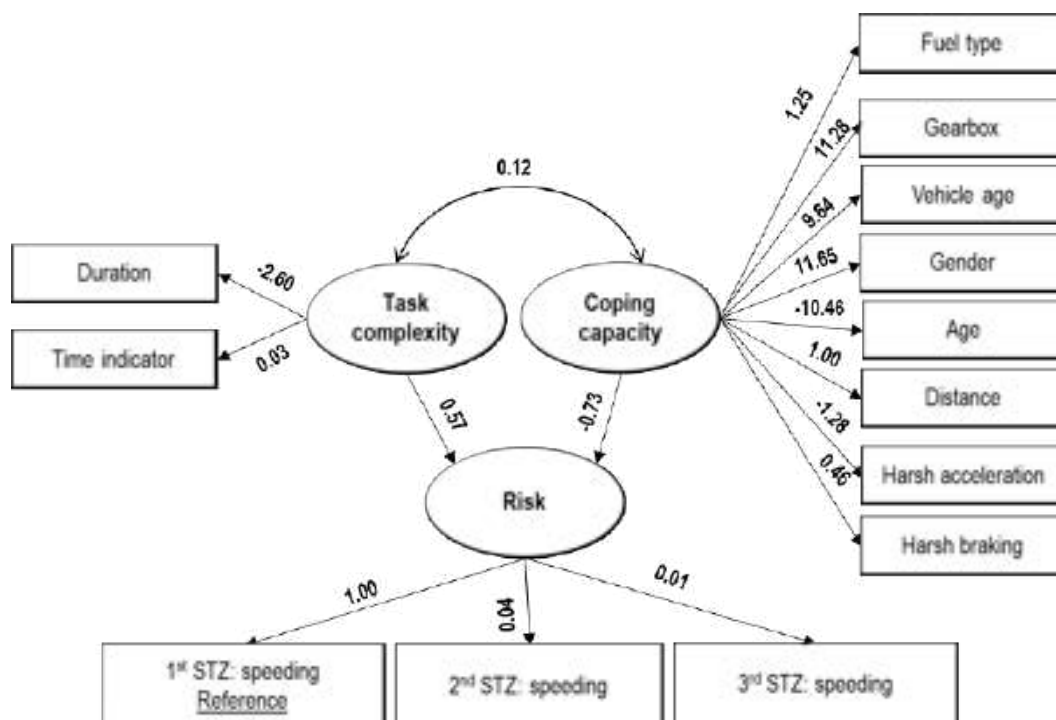 Fuel type
1.25
Gearbox
11.28
0.12
Vehicle age
9.64
Duration
-2.60
Task
complexity
Coping
capacity
11.65
Gender
-10.46
Age
Time indicator
0.03
1.00
Distance
0.57
-0.73
-1.28
Harsh acceleration
0.46
Risk
Harsh braking
1.00
0.04
0.01
1st STZ: speeding
Reference
2nd STZ: speeding
3rd STZ: speeding